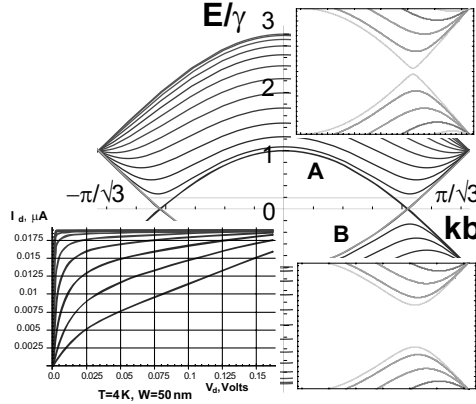 E/γ
3
2
1
A
−π/√3
π/√3
0
I d, μA
B
kb
0.0175
0.015
0.0125
0.01
0.0075
0.005
0.0025
0.0 0.025 0.05 0.075 0.1 0.125 0.15
Vd, Volts
T=4 K, W=50 nm